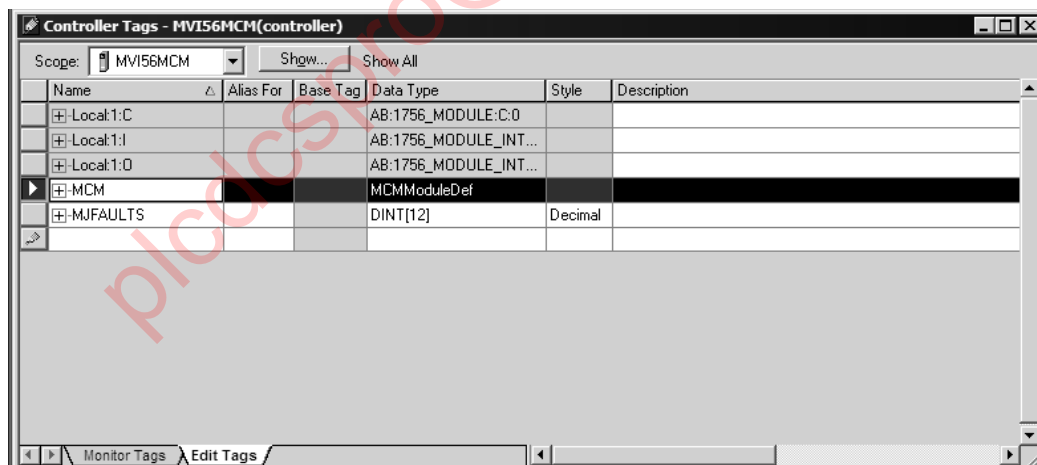 Controller Tags - MVI56MCM(controller)
Scope: MVI56MCM Show... Show All
Name Alias For Base Tag Data Type Style Description
Local:1:C AB:1756_MODULE:C:0
Local:1:I AB:1756_MODULE_INT...
Local:1:O AB:1756_MODULE_INT...
MCM MCMModuleDef
MJFAULTS DINT[12] Decimal
Monitor Tags Edit Tags
plcdcspro